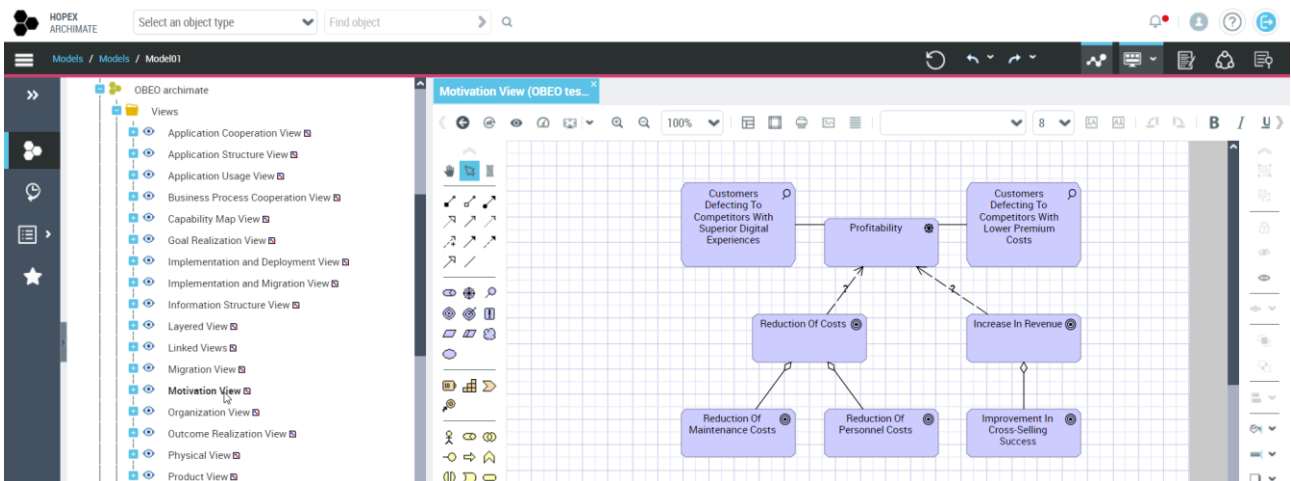 HOPEX
ARCHIMATE
Select an object type
Find object
Models / Models / Model01
OBEO archimate
Views
Application Cooperation View
Application Structure View
Application Usage View
Business Process Cooperation View
Capability Map View
Goal Realization View
Implementation and Deployment View
Implementation and Migration View
Information Structure View
Layered View
Linked Views
Migration View
Motivation View
Organization View
Outcome Realization View
Physical View
Product View
Motivation View (OBEO tes...
100%
8
B I U
Customers
Defecting To
Competitors With
Superior Digital
Experiences
Profitability
Customers
Defecting To
Competitors With
Lower Premium
Costs
?
?
Reduction Of Costs
Increase In Revenue
Reduction Of
Maintenance Costs
Reduction Of
Personnel Costs
Improvement In
Cross-Selling
Success